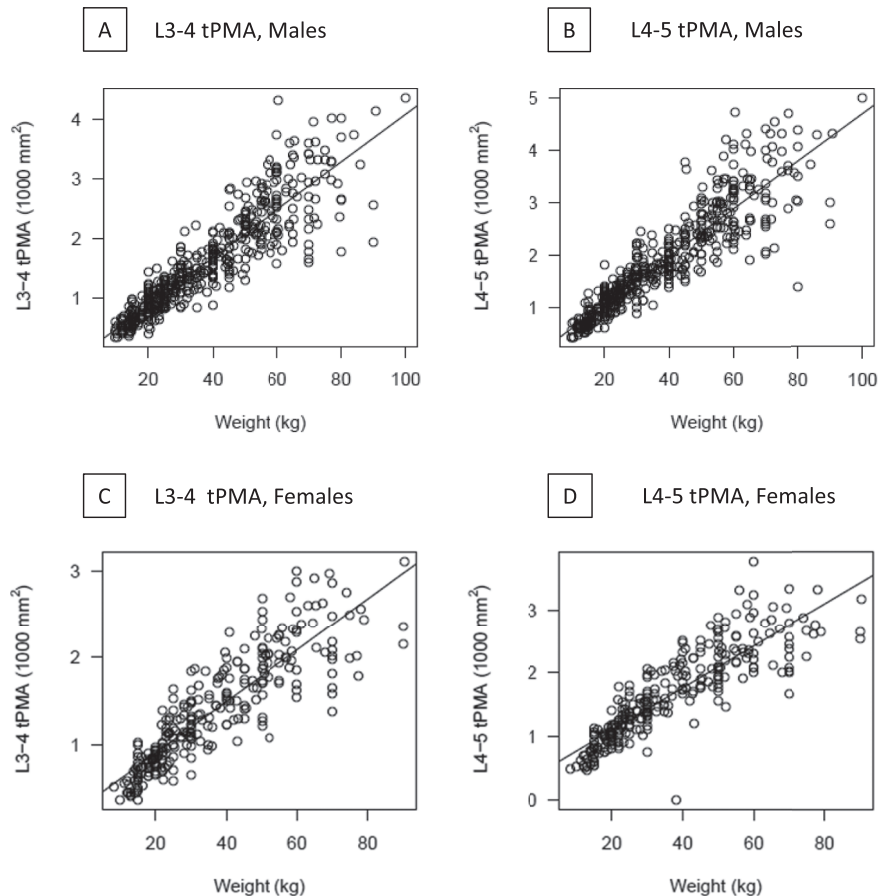 A L3-4 tPMA, Males
B L4-5 tPMA, Males
L3−4 tPMA (1000 mm²)
4
3
2
1
20 40 60 80 100
Weight (kg)
L4−5 tPMA (1000 mm²)
5
4
3
2
1
20 40 60 80 100
Weight (kg)
C L3-4 tPMA, Females
D L4-5 tPMA, Females
L3−4 tPMA (1000 mm²)
3
2
1
20 40 60 80
Weight (kg)
L4−5 tPMA (1000 mm²)
3
2
1
0
20 40 60 80
Weight (kg)